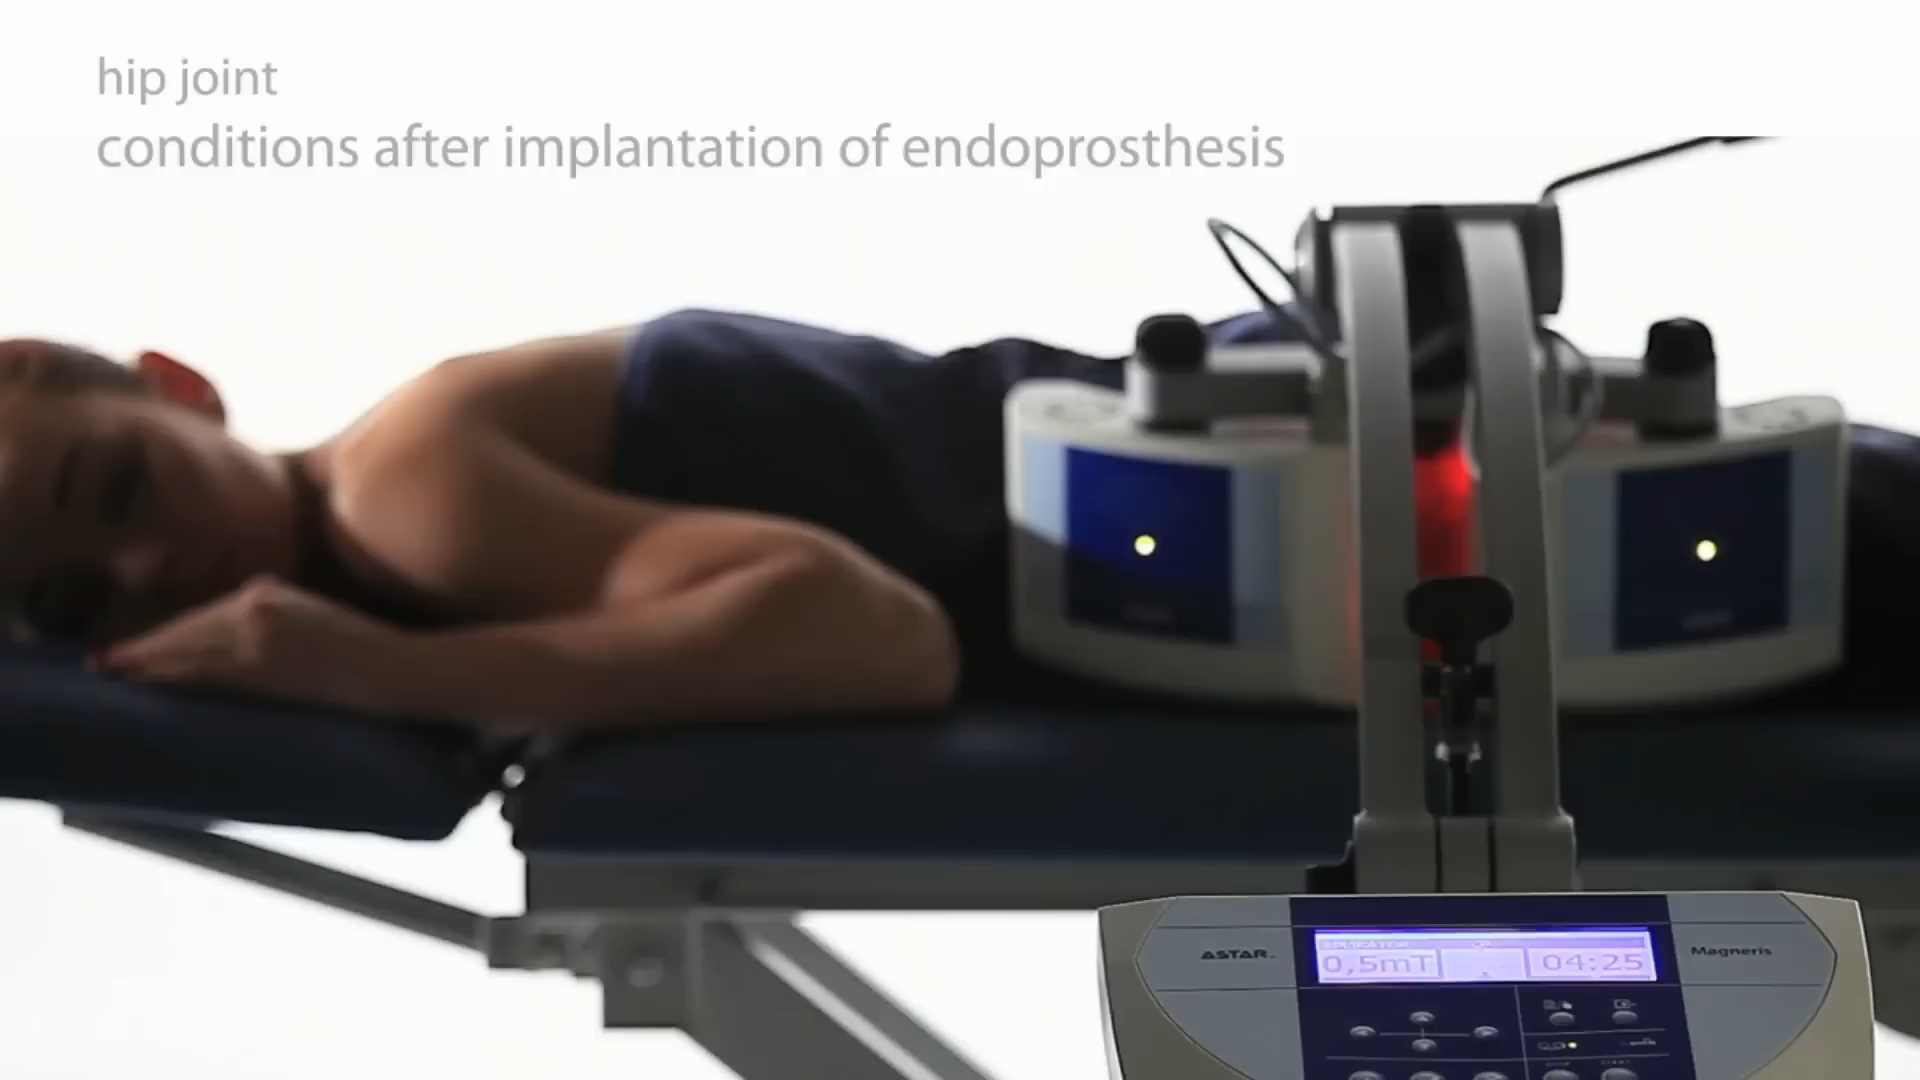 hip joint
conditions after implantation of endoprosthesis
ASTAR.
Magneris
0,5mT
04:25